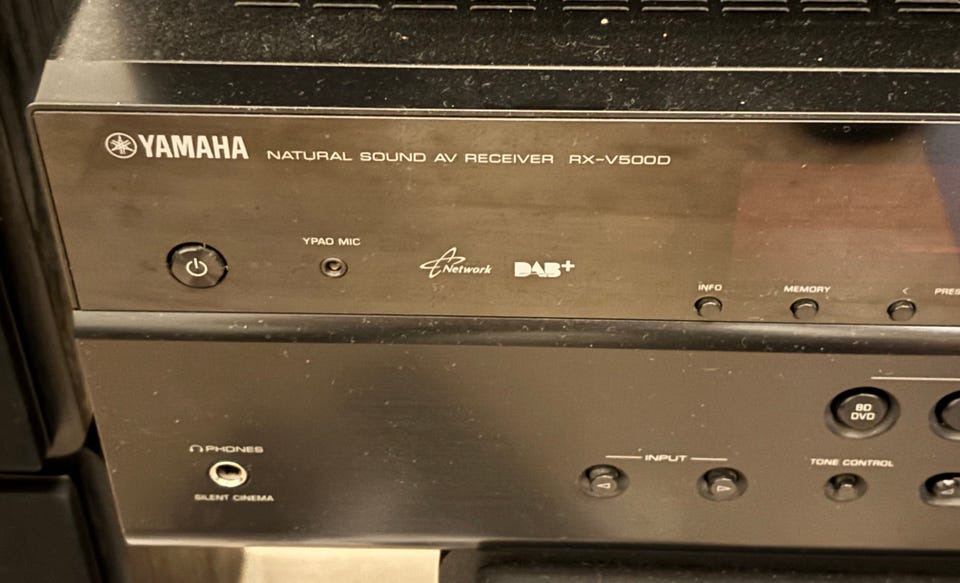 YAMAHA NATURAL SOUND AV RECEIVER RX-V500D
YPAO MIC
Network DAB+
INFO MEMORY < PRES
BD
DVD
PHONES
SILENT CINEMA
INPUT
TONE CONTROL